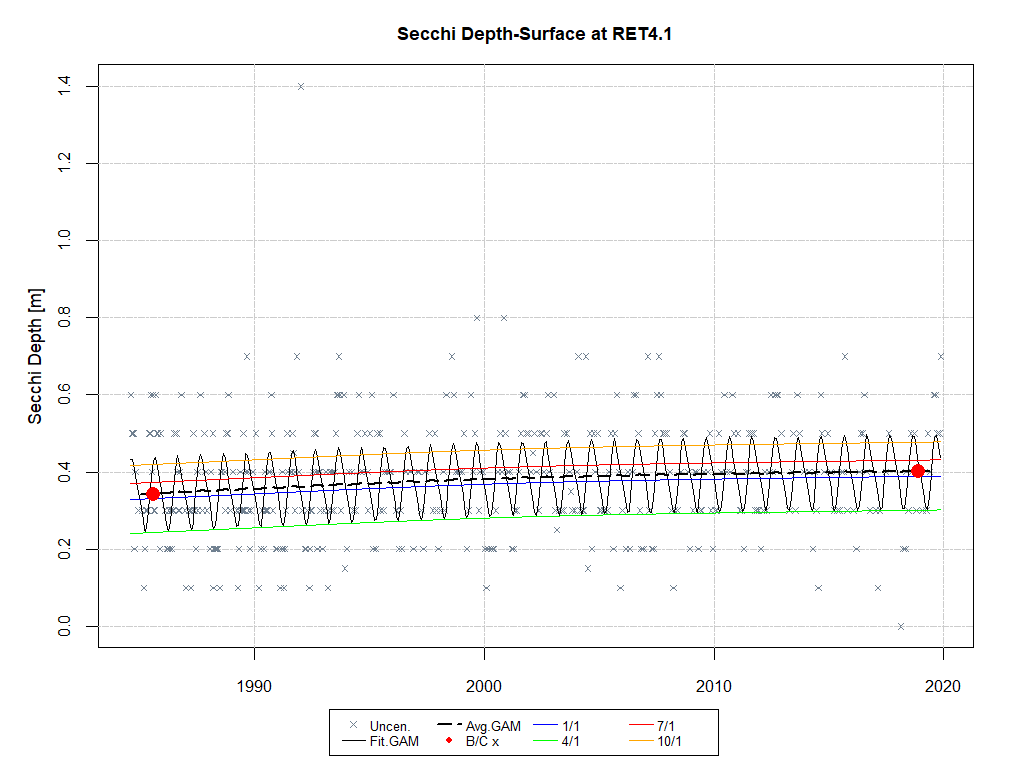 Secchi Depth-Surface at RET4.1
Secchi Depth [m]
1.4
1.2
1.0
0.8
0.6
0.4
0.2
0.0
1990 2000 2010 2020
Uncen. Avg.GAM 1/1 7/1
Fit.GAM B/C x 4/1 10/1